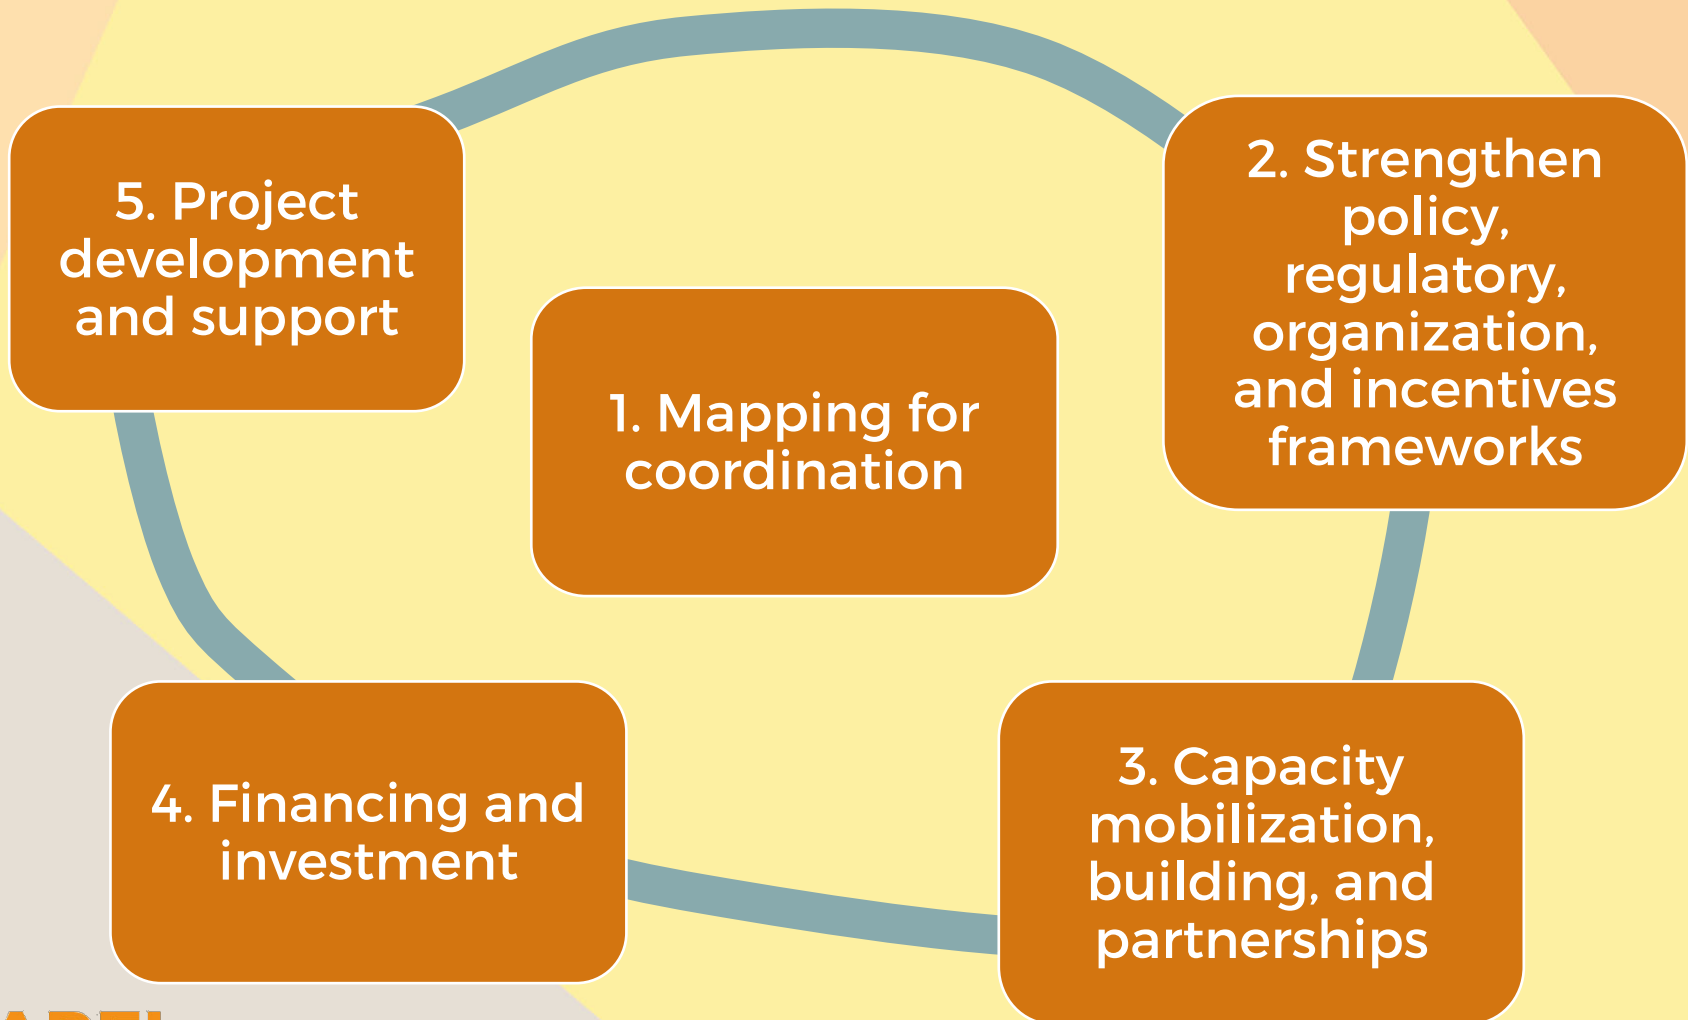 5. Project
development
and support
2. Strengthen
policy,
regulatory,
organization,
and incentives
frameworks
1. Mapping for
coordination
4. Financing and
investment
3. Capacity
mobilization,
building, and
partnerships